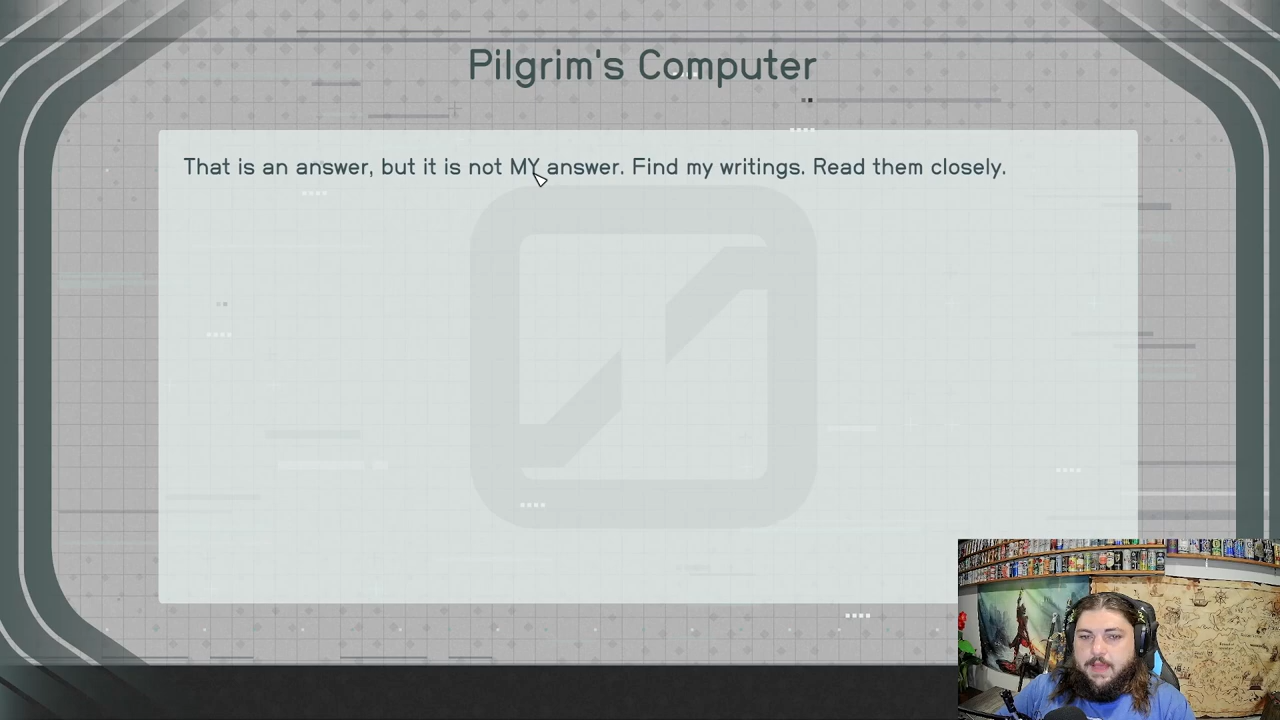 Pilgrim's Computer
That is an answer, but it is not MY answer. Find my writings. Read them closely.